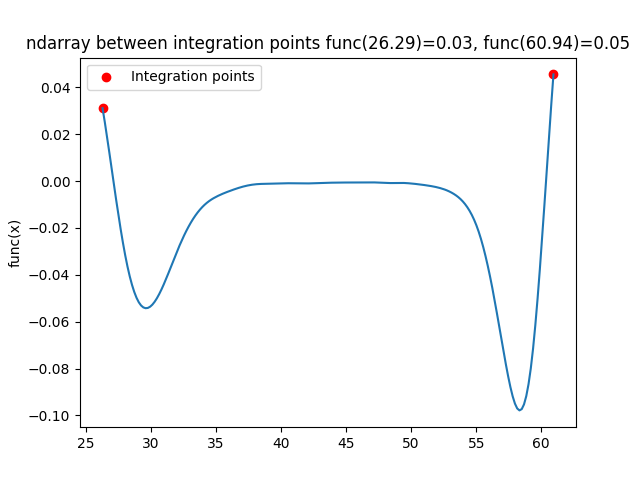 ndarray between integration points func(26.29)=0.03, func(60.94)=0.05
Integration points
func(x)
0.04
0.02
0.00
−0.02
−0.04
−0.06
−0.08
−0.10
25 30 35 40 45 50 55 60